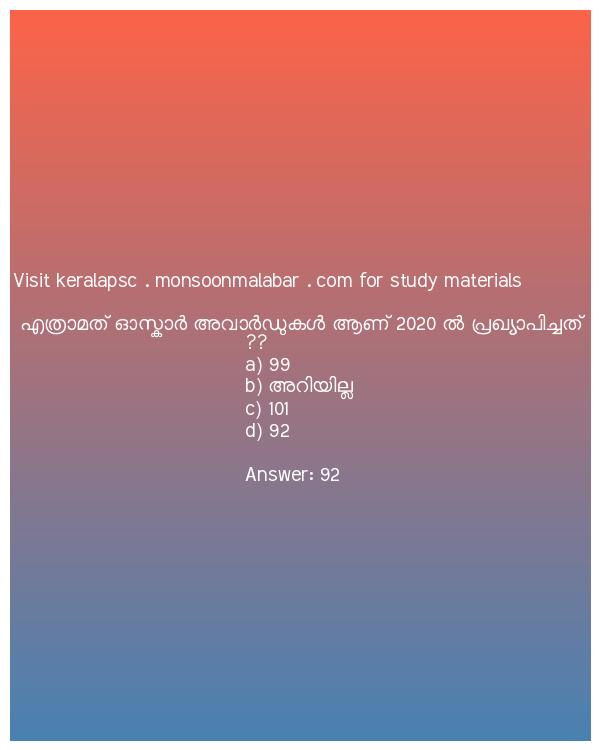 Visit keralapsc . monsoonmalabar . com for study materials
എത്രാമത് ഓസ്കാർ അവാർഡുകൾ ആണ് 2020 ൽ പ്രഖ്യാപിച്ചത്
??
a) 99
b) അറിയില്ല
c) 101
d) 92
Answer: 92